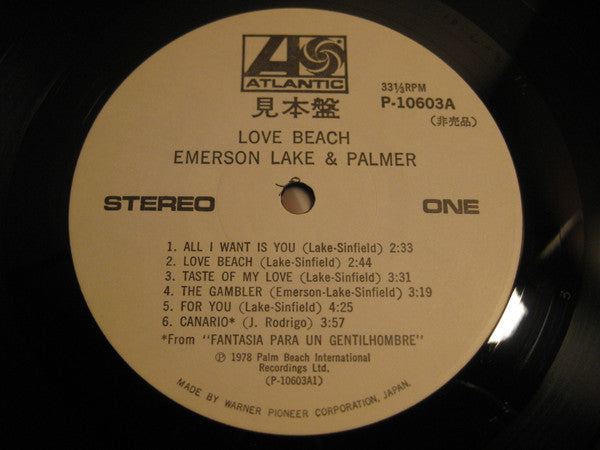 ATLANTIC
見本盤
33⅓RPM
P-10603A
(非売品)
LOVE BEACH
EMERSON LAKE & PALMER
STEREO
ONE
1. ALL I WANT IS YOU (Lake-Sinfield) 2:33
2. LOVE BEACH (Lake-Sinfield) 2:44
3. TASTE OF MY LOVE (Lake-Sinfield) 3:31
4. THE GAMBLER (Emerson-Lake-Sinfield) 3:19
5. FOR YOU (Lake-Sinfield) 4:25
6. CANARIO* (J. Rodrigo) 3:57
*From "FANTASIA PARA UN GENTILHOMBRE"
Ⓟ 1978 Palm Beach International
Recordings Ltd.
(P-10603A1)
MADE BY WARNER PIONEER CORPORATION, JAPAN.